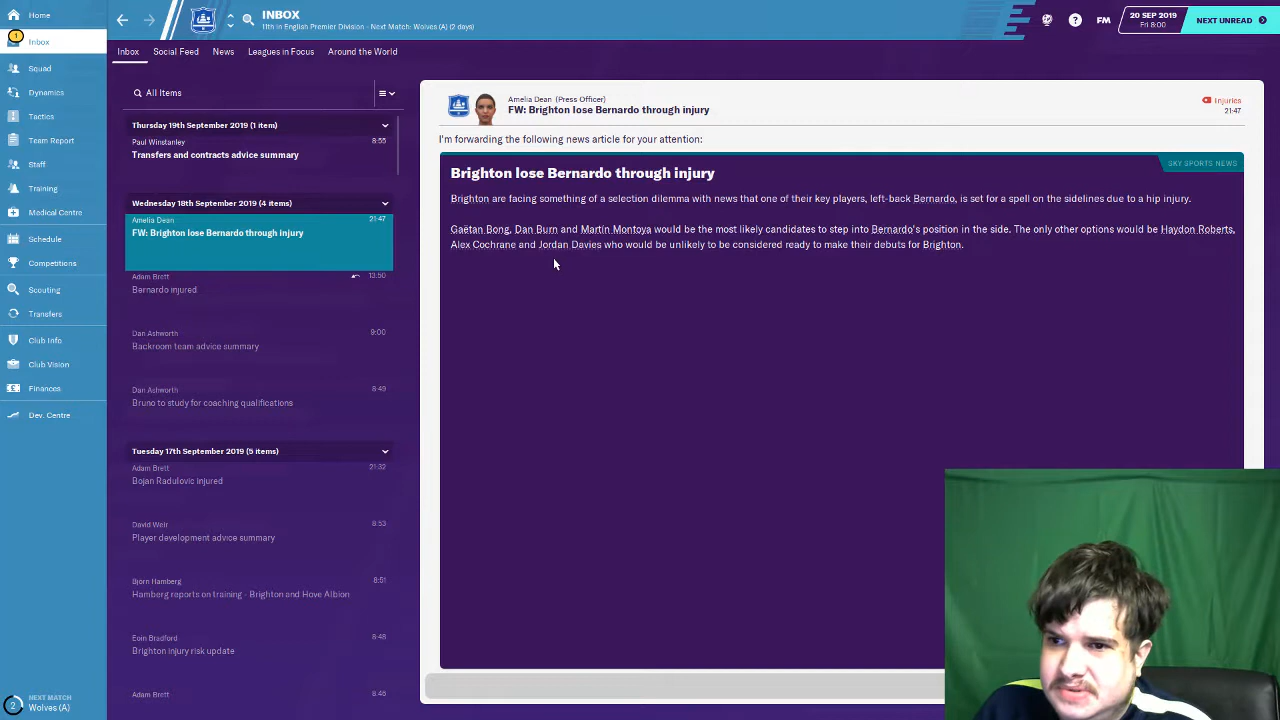 Home
1
Inbox
Squad
Dynamics
Tactics
Team Report
Staff
Training
Medical Centre
Schedule
Competitions
Scouting
Transfers
Club Info
Club Vision
Finances
Dev. Centre
2
NEXT MATCH
Wolves (A)
INBOX
11th in English Premier Division - Next Match: Wolves (A) (2 days)
?
FM
20 SEP 2019
Fri 8:00
NEXT UNREAD
Inbox
Social Feed
News
Leagues in Focus
Around the World
All Items
Thursday 19th September 2019 (1 item)
Paul Winstanley
8:55
Transfers and contracts advice summary
Wednesday 18th September 2019 (4 items)
Amelia Dean
21:47
FW: Brighton lose Bernardo through injury
Adam Brett
13:50
Bernardo injured
Dan Ashworth
9:00
Backroom team advice summary
Dan Ashworth
8:49
Bruno to study for coaching qualifications
Tuesday 17th September 2019 (5 items)
Adam Brett
21:32
Bojan Radulovic injured
David Weir
8:53
Player development advice summary
Björn Hamberg
8:51
Hamberg reports on training - Brighton and Hove Albion
Eoin Bradford
8:48
Brighton injury risk update
Adam Brett
8:46
Amelia Dean (Press Officer)
FW: Brighton lose Bernardo through injury
Injuries
21:47
I'm forwarding the following news article for your attention:
SKY SPORTS NEWS
Brighton lose Bernardo through injury
Brighton are facing something of a selection dilemma with news that one of their key players, left-back Bernardo, is set for a spell on the sidelines due to a hip injury.
Gaëtan Bong, Dan Burn and Martín Montoya would be the most likely candidates to step into Bernardo's position in the side. The only other options would be Haydon Roberts,
Alex Cochrane and Jordan Davies who would be unlikely to be considered ready to make their debuts for Brighton.